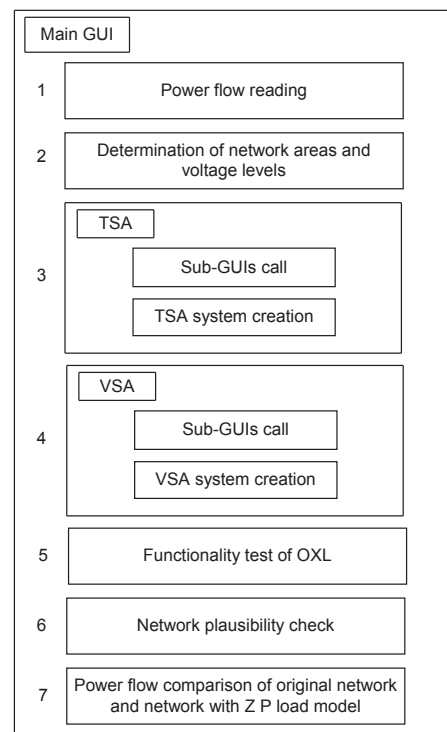 Main GUI
1
Power flow reading
2
Determination of network areas and
voltage levels
TSA
3
Sub-GUIs call
TSA system creation
VSA
4
Sub-GUIs call
VSA system creation
5
Functionality test of OXL
6
Network plausibility check
7
Power flow comparison of original network
and network with Z P load model